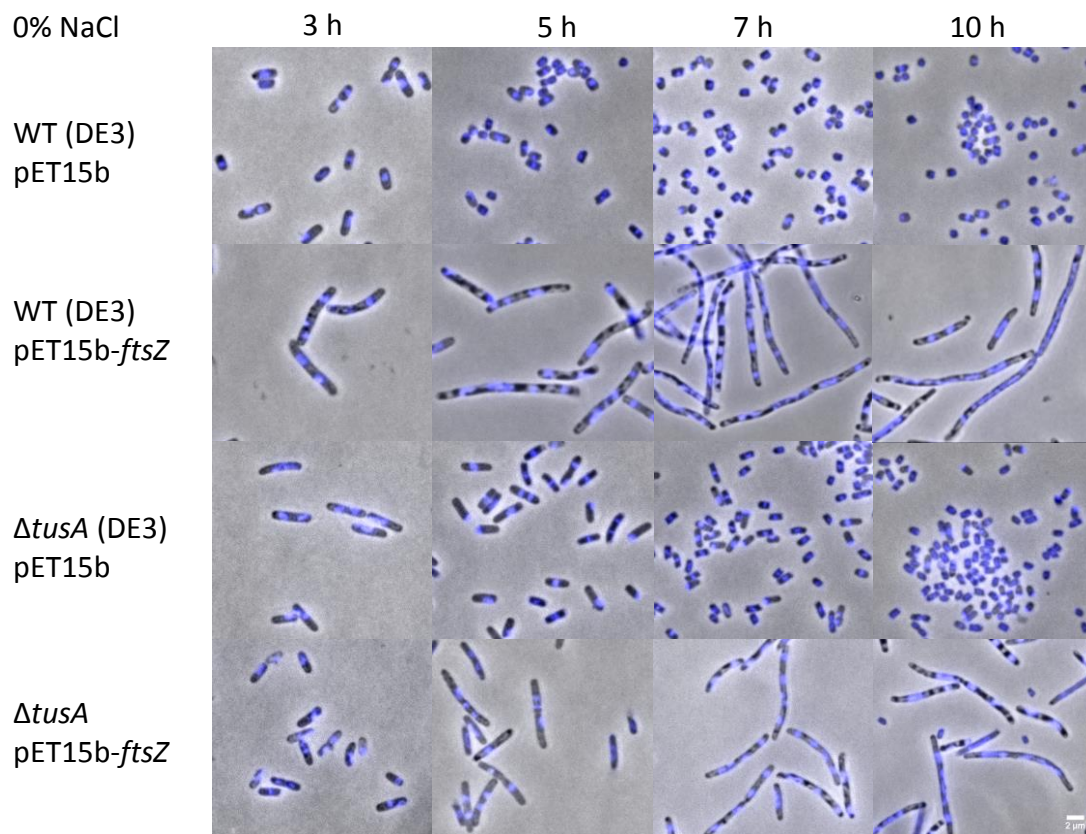 0% NaCl 3 h 5 h 7 h 10 h
WT (DE3)
pET15b
WT (DE3)
pET15b-ftsZ
ΔtusA (DE3)
pET15b
ΔtusA
pET15b-ftsZ
2 µm